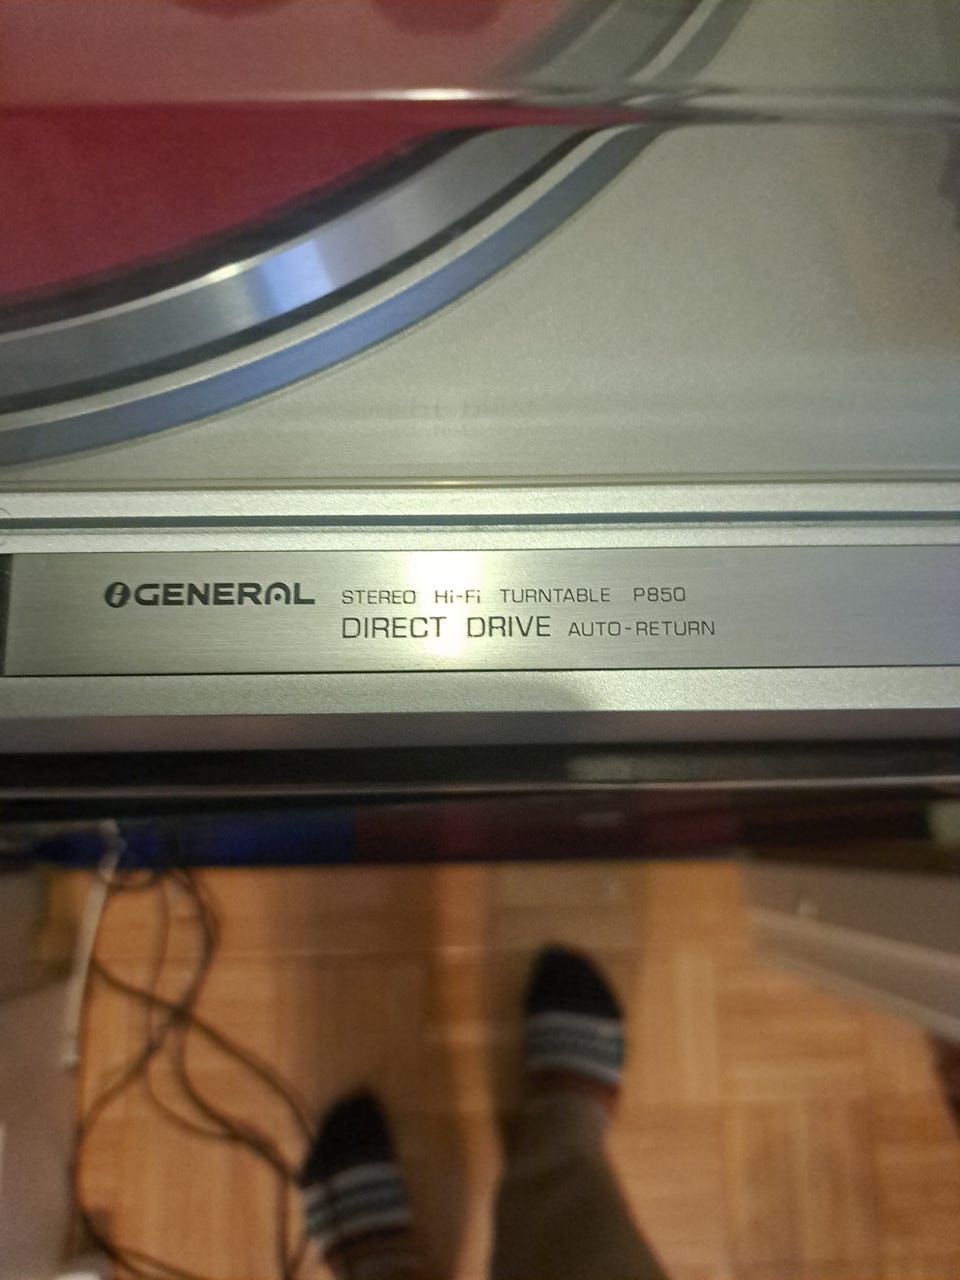 GENERAL STEREO Hi-Fi TURNTABLE P850
DIRECT DRIVE AUTO-RETURN